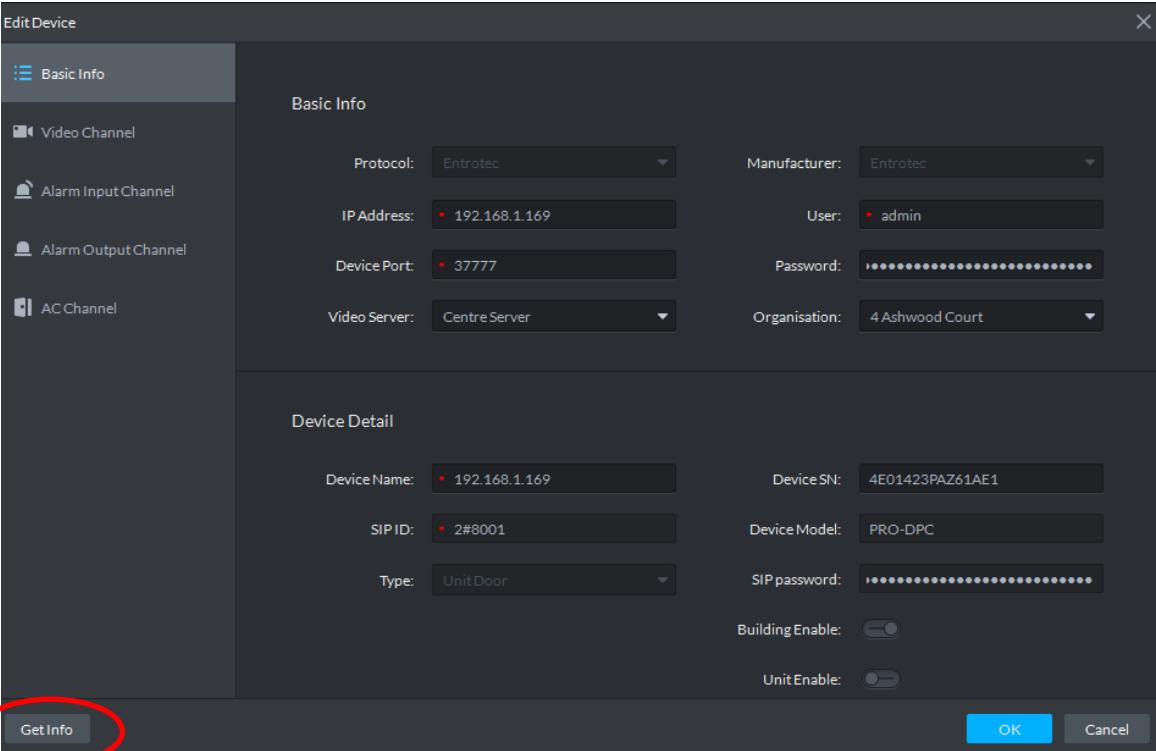 Edit Device
Basic Info
Video Channel
Alarm Input Channel
Alarm Output Channel
AC Channel
Basic Info
Protocol: Entrotec Manufacturer: Entrotec
IP Address: 192.168.1.169 User: admin
Device Port: 37777 Password:
Video Server: Centre Server Organisation: 4 Ashwood Court
Device Detail
Device Name: 192.168.1.169 Device SN: 4E01423PAZ61AE1
SIP ID: 2#8001 Device Model: PRO-DPC
Type: Unit Door SIP password:
Building Enable:
Unit Enable:
Get Info OK Cancel